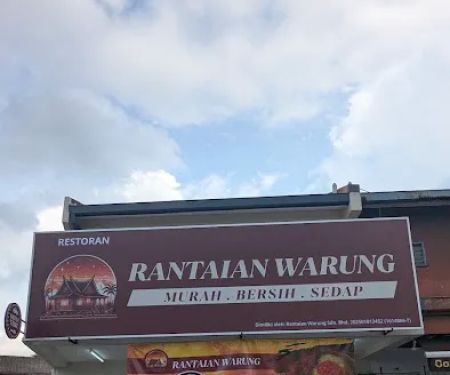 RESTORAN
RANTAIAN WARUNG
MURAH . BERSIH . SEDAP
RANTAIAN WARUNG